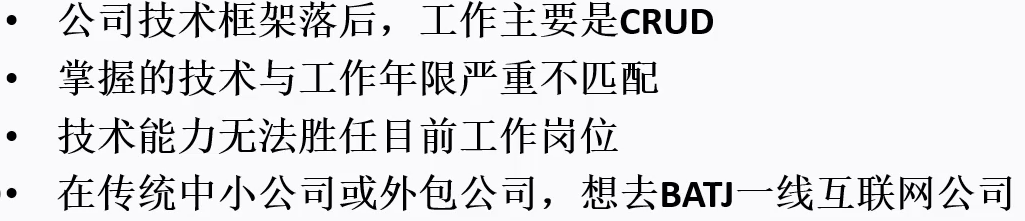 • 公司技术框架落后，工作主要是CRUD
• 掌握的技术与工作年限严重不匹配
• 技术能力无法胜任目前工作岗位
• 在传统中小公司或外包公司，想去BATJ一线互联网公司